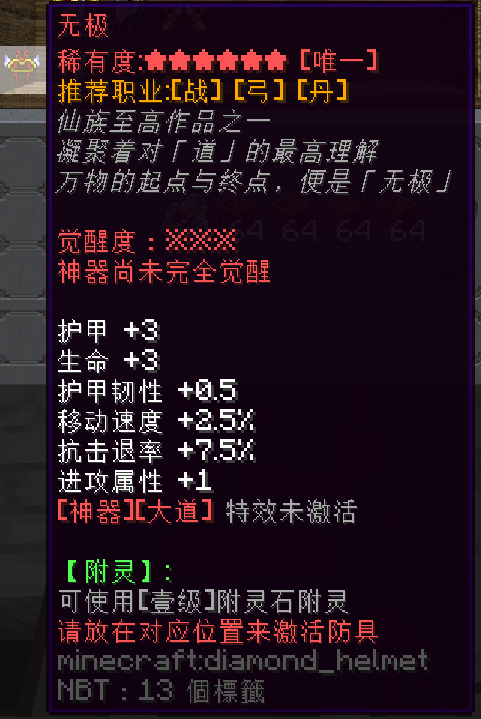 无极
稀有度:★★★★★★ [唯一]
推荐职业:[战] [弓] [丹]
仙族至高作品之一
凝聚着对「道」的最高理解
万物的起点与终点，便是「无极」
觉醒度：※※※
神器尚未完全觉醒
护甲 +3
生命 +3
护甲韧性 +0.5
移动速度 +2.5%
抗击退率 +7.5%
进攻属性 +1
[神器][大道] 特效未激活
【附灵】:
可使用[壹级]附灵石附灵
请放在对应位置来激活防具
minecraft:diamond_helmet
NBT : 13 個標籤
64 64 64